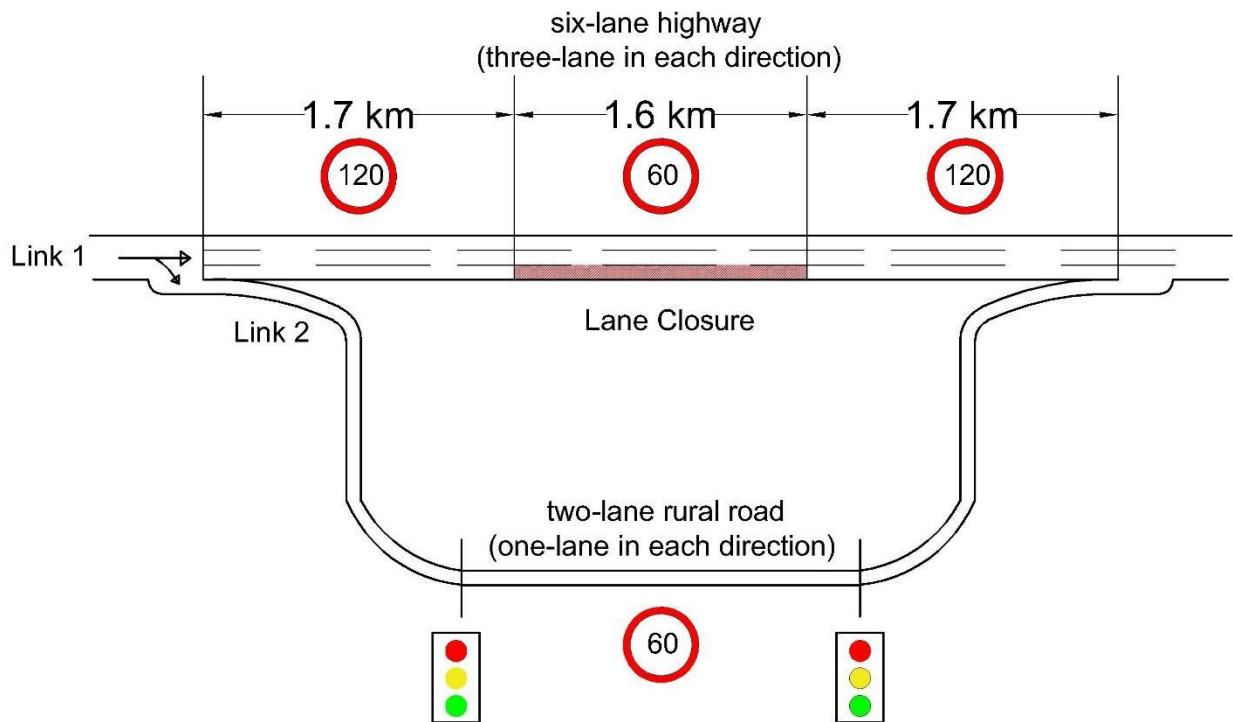 six-lane highway
(three-lane in each direction)
1.7 km 1.6 km 1.7 km
120 60 120
Link 1
Link 2
Lane Closure
two-lane rural road
(one-lane in each direction)
60